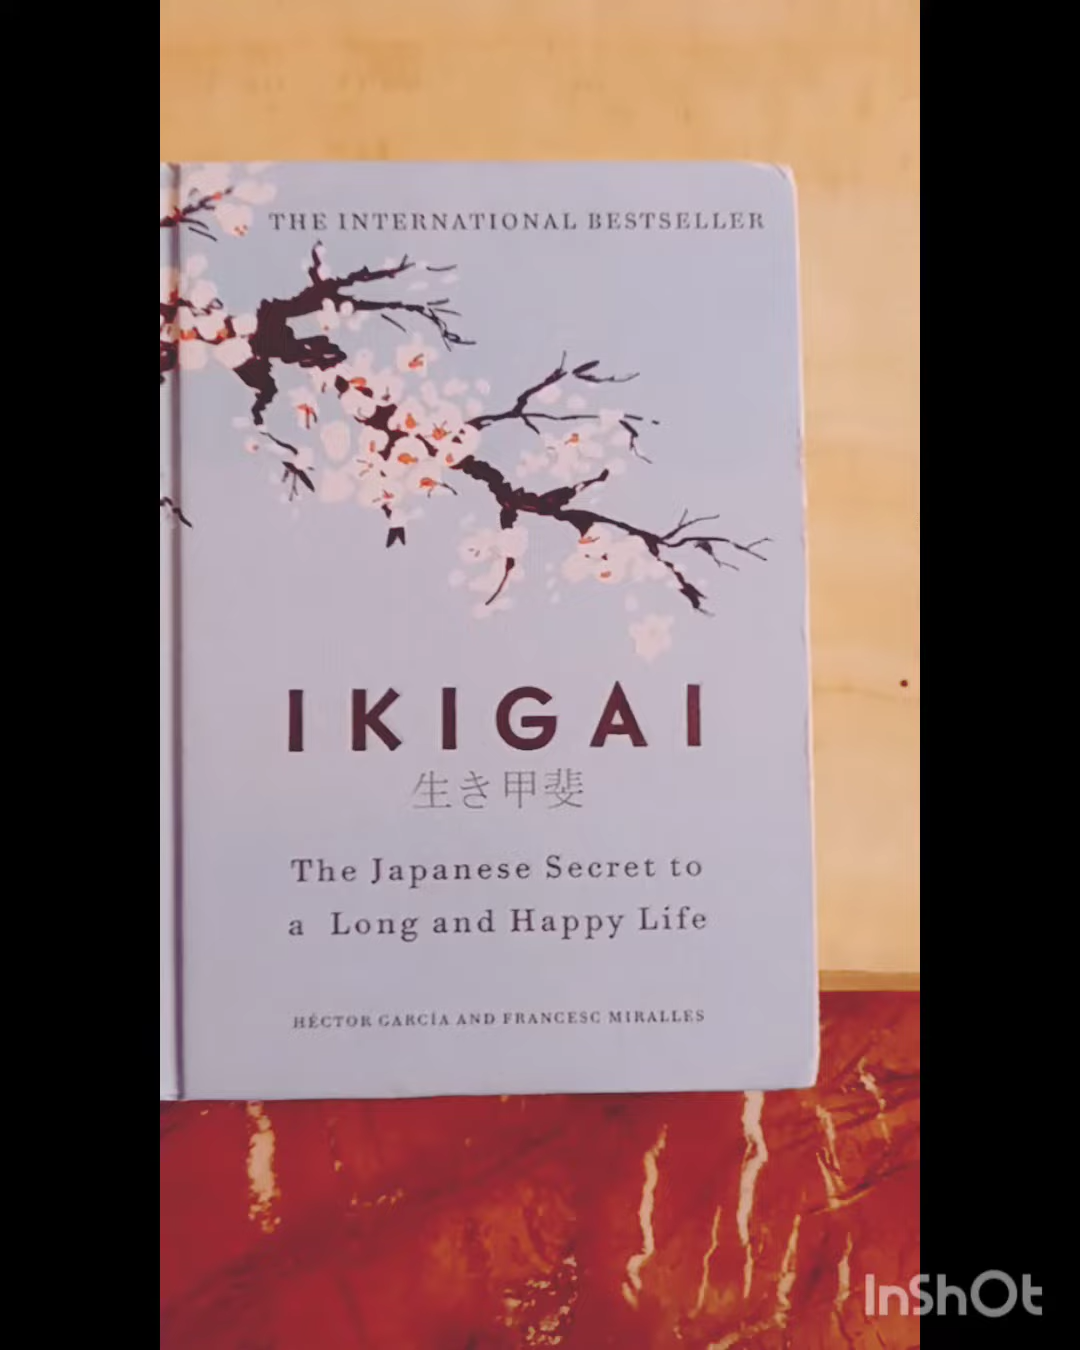 THE INTERNATIONAL BESTSELLER
IKIGAI
生き甲斐
The Japanese Secret to
a Long and Happy Life
HÉCTOR GARCÍA AND FRANCESC MIRALLES
InShOt